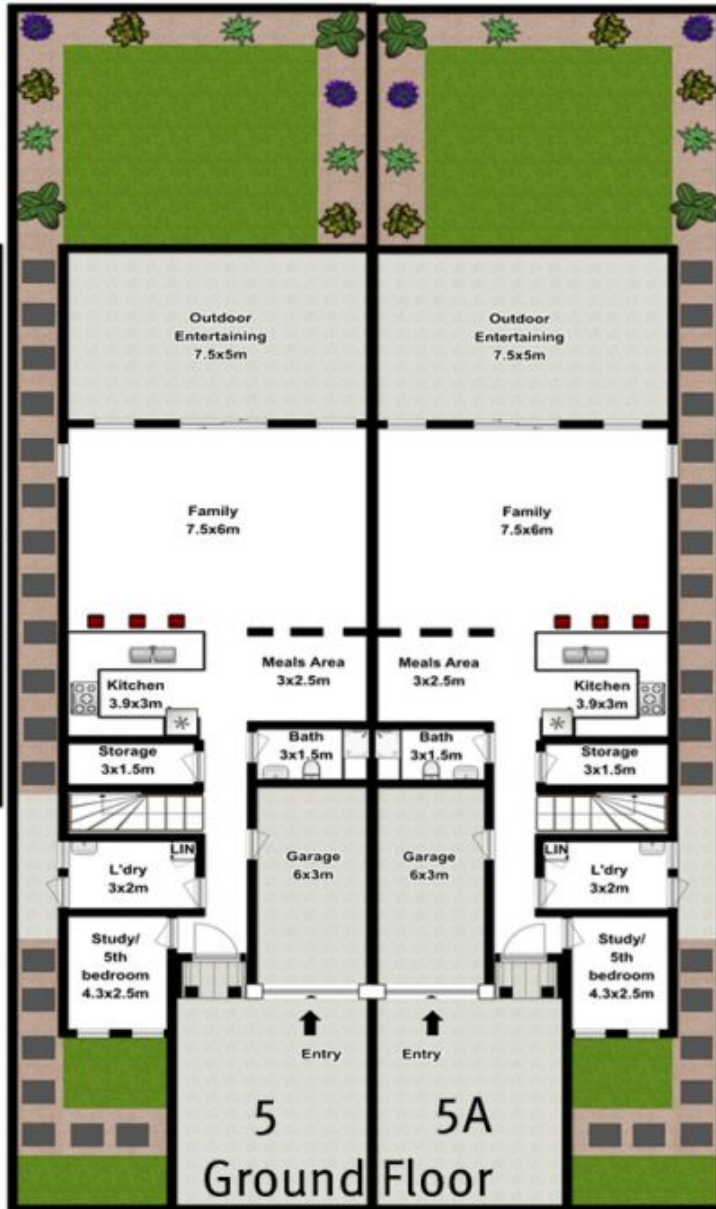 Outdoor
Entertaining
7.5x5m
Outdoor
Entertaining
7.5x5m
Family
7.5x6m
Family
7.5x6m
Meals Area
3x2.5m
Meals Area
3x2.5m
Kitchen
3.9x3m
Kitchen
3.9x3m
Bath
3x1.5m
Bath
3x1.5m
Storage
3x1.5m
Storage
3x1.5m
LIN
L'dry
3x2m
Garage
6x3m
Garage
6x3m
LIN
L'dry
3x2m
Study/
5th
bedroom
4.3x2.5m
Study/
5th
bedroom
4.3x2.5m
Entry
Entry
5
5A
Ground Floor